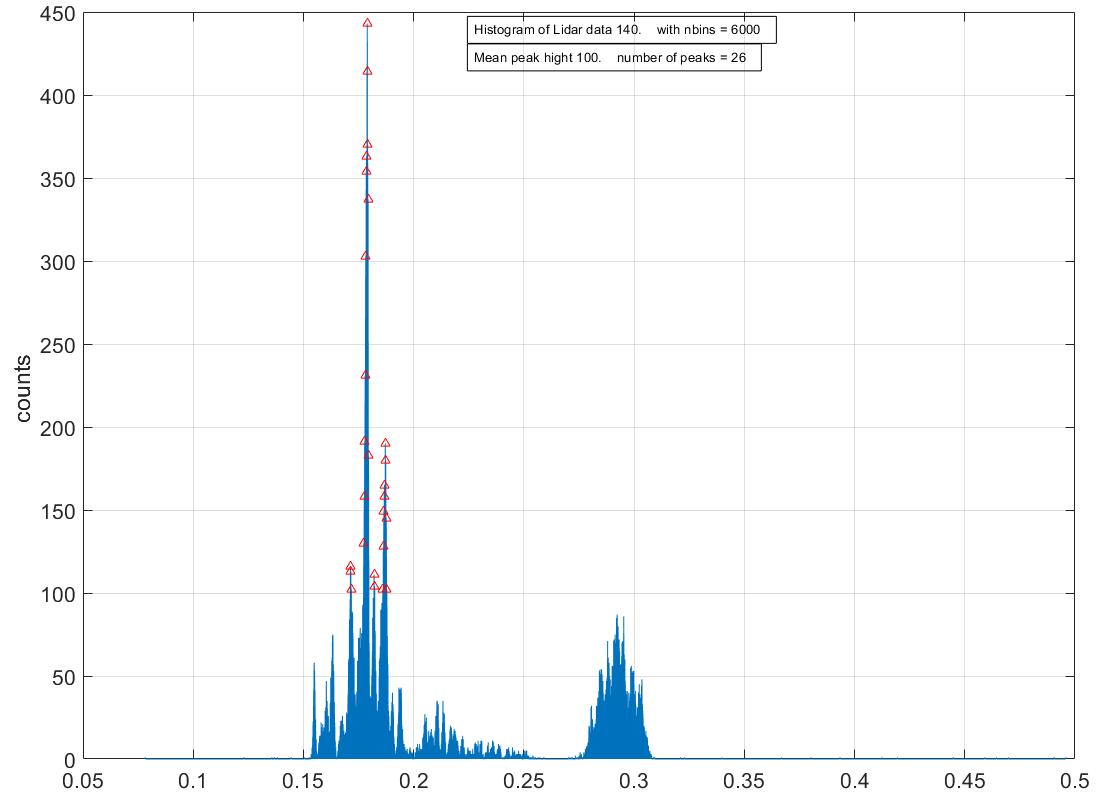 450
400
350
300
250
200
150
100
50
0
counts
Histogram of Lidar data 140. with nbins = 6000
Mean peak hight 100. number of peaks = 26
0.05 0.1 0.15 0.2 0.25 0.3 0.35 0.4 0.45 0.5